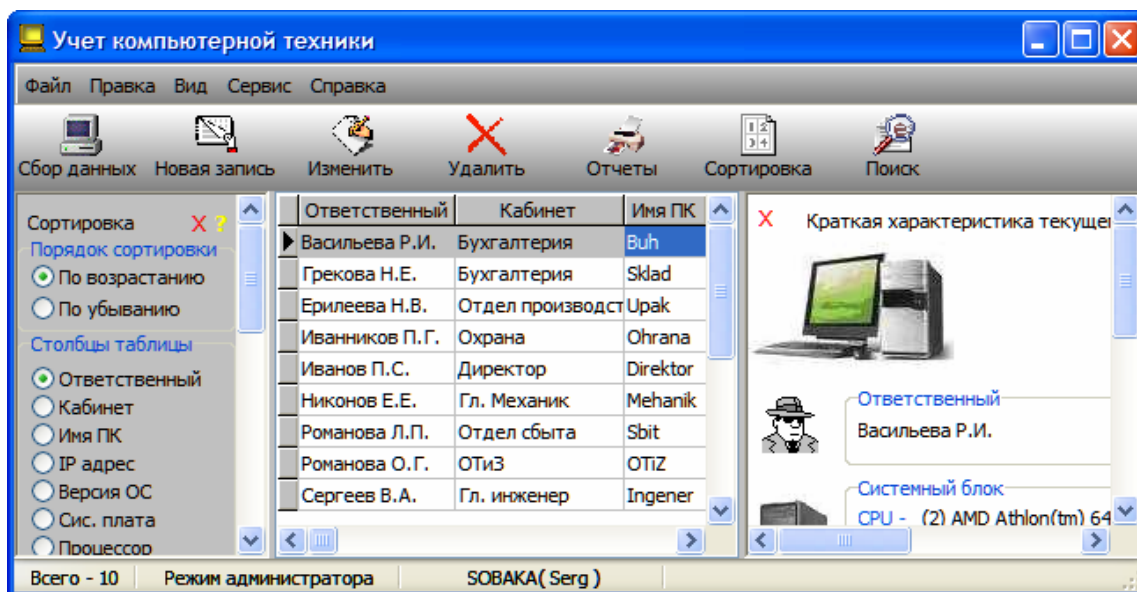 Учет компьютерной техники
Файл Правка Вид Сервис Справка
Сбор данных Новая запись Изменить Удалить Отчеты Сортировка Поиск
Сортировка X ?
Порядок сортировки
По возрастанию
По убыванию
Столбцы таблицы
Ответственный
Кабинет
Имя ПК
IP адрес
Версия ОС
Сис. плата
Процессор
Ответственный Кабинет Имя ПК
Васильева Р.И. Бухгалтерия Buh
Грекова Н.Е. Бухгалтерия Sklad
Ерилеева Н.В. Отдел производст Upak
Иванников П.Г. Охрана Ohrana
Иванов П.С. Директор Direktor
Никонов Е.Е. Гл. Механик Mehanik
Романова Л.П. Отдел сбыта Sbit
Романова О.Г. ОТиЗ OTiZ
Сергеев В.А. Гл. инженер Ingener
X Краткая характеристика текущег
Ответственный
Васильева Р.И.
Системный блок
CPU - (2) AMD Athlon(tm) 64
Всего - 10 Режим администратора SOBAKA( Serg )